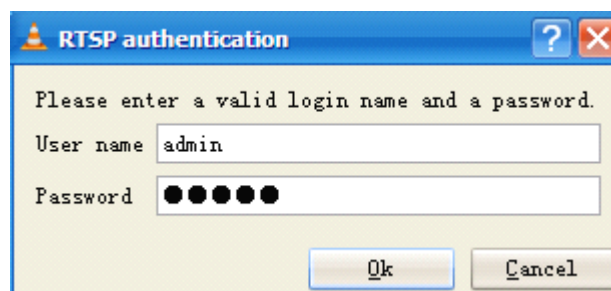 RTSP authentication
Please enter a valid login name and a password.
User name admin
Password ●●●●●
Ok Cancel